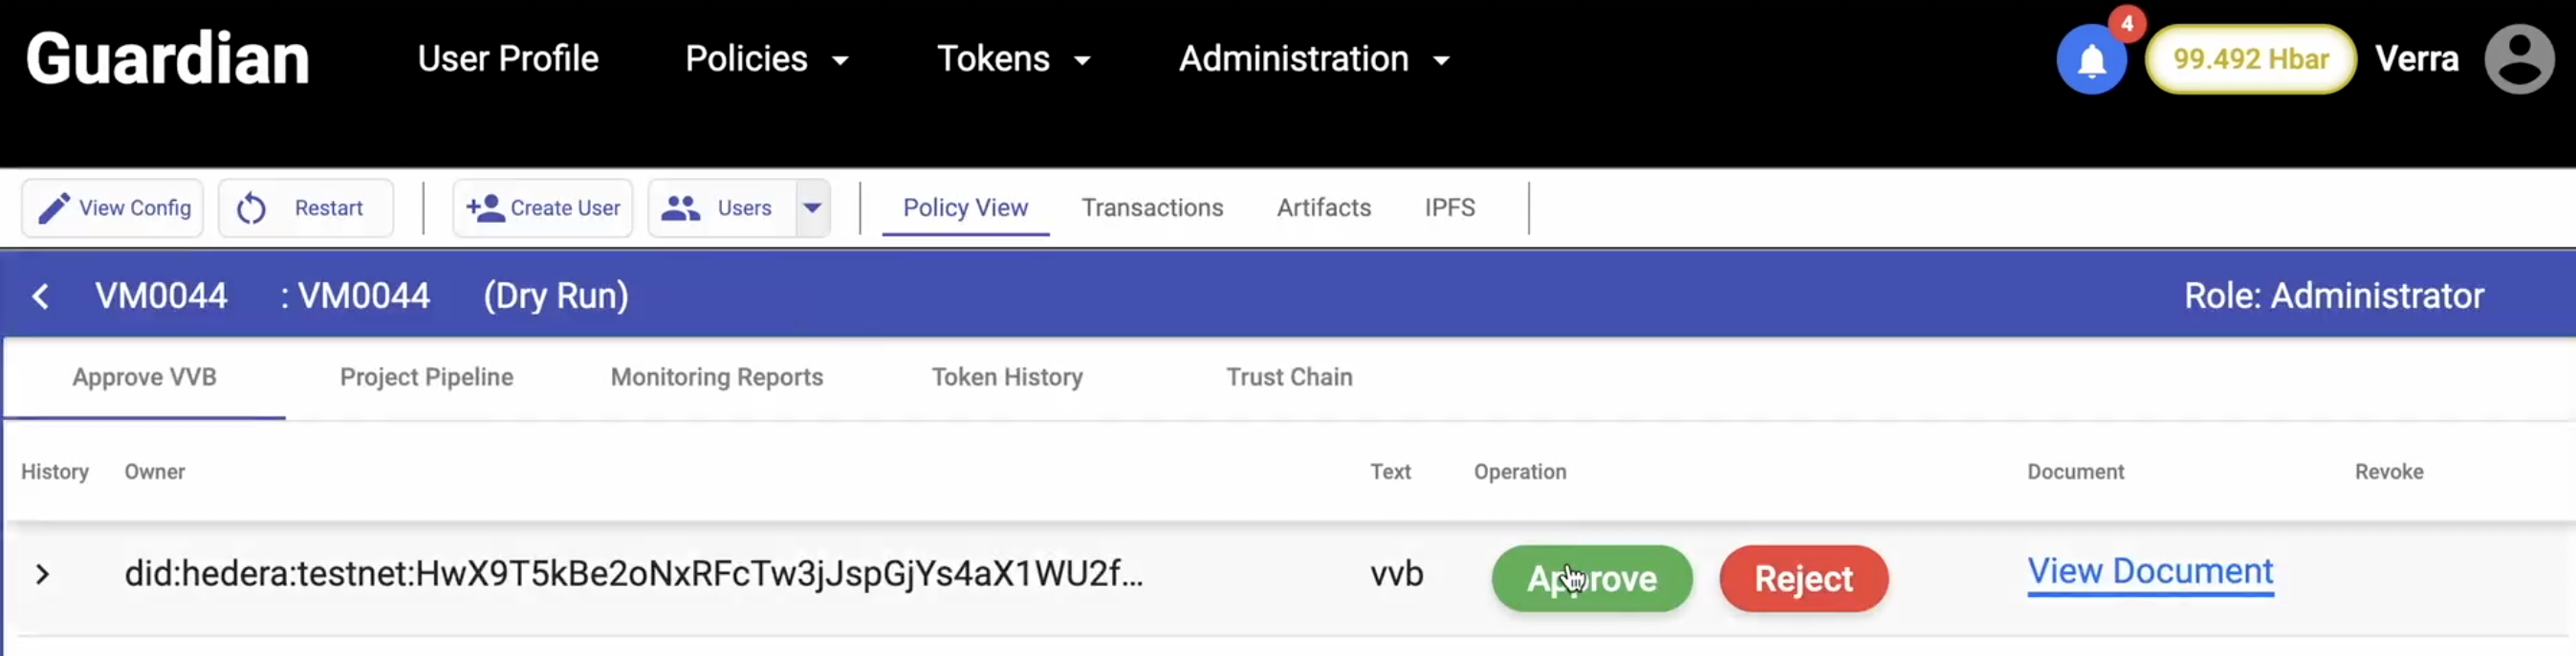 Guardian User Profile Policies Tokens Administration 4 99.492 Hbar Verra
View Config Restart Create User Users Policy View Transactions Artifacts IPFS
VM0044 : VM0044 (Dry Run) Role: Administrator
Approve VVB Project Pipeline Monitoring Reports Token History Trust Chain
History Owner Text Operation Document Revoke
did:hedera:testnet:HwX9T5kBe2oNxRFcTw3jJspGjYs4aX1WU2f... vvb Approve Reject View Document